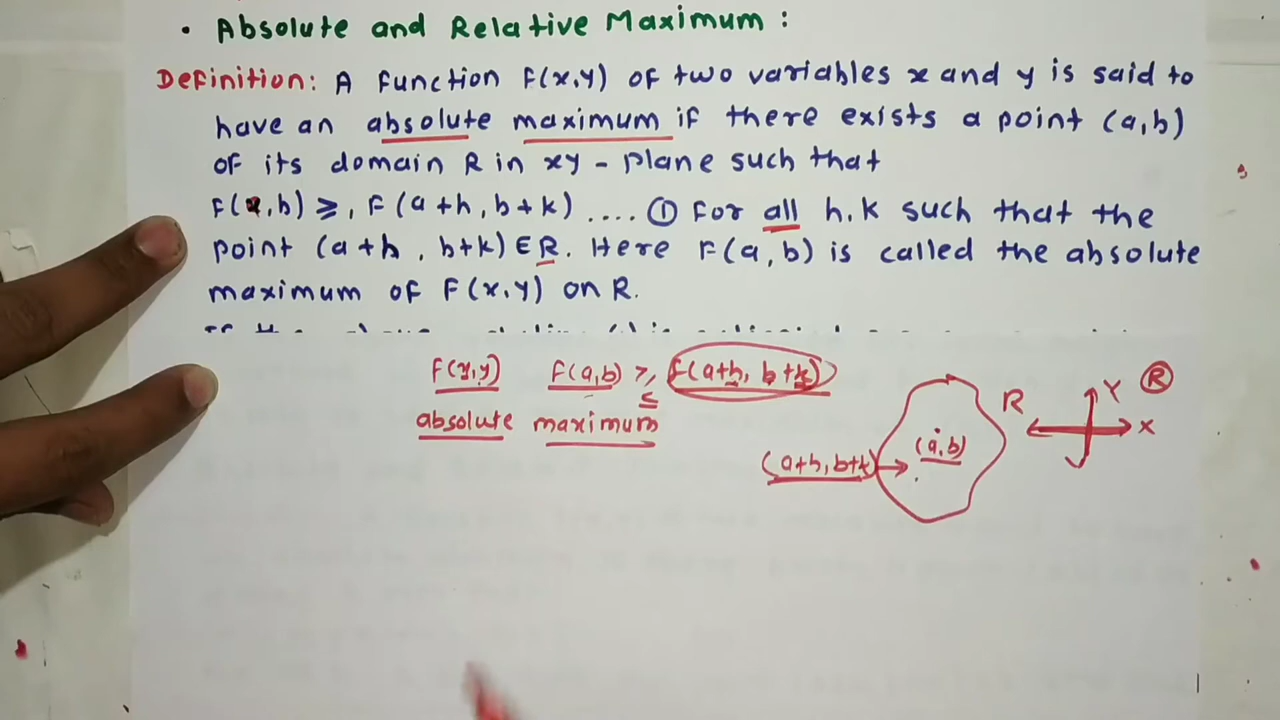 • Absolute and Relative Maximum :
Definition: A function f(x,y) of two variables x and y is said to
have an absolute maximum if there exists a point (a,b)
of its domain R in xy - plane such that
f(a,b) ≥, f(a+h, b+k) .... ① for all h,k such that the
point (a+h, b+k) ∈ R. Here f(a,b) is called the absolute
maximum of f(x,y) on R.
f(x,y) f(a,b) ≥ f(a+h, b+k)
≤
absolute maximum
(a+h, b+k) → (a,b)
R Y X Ⓡ